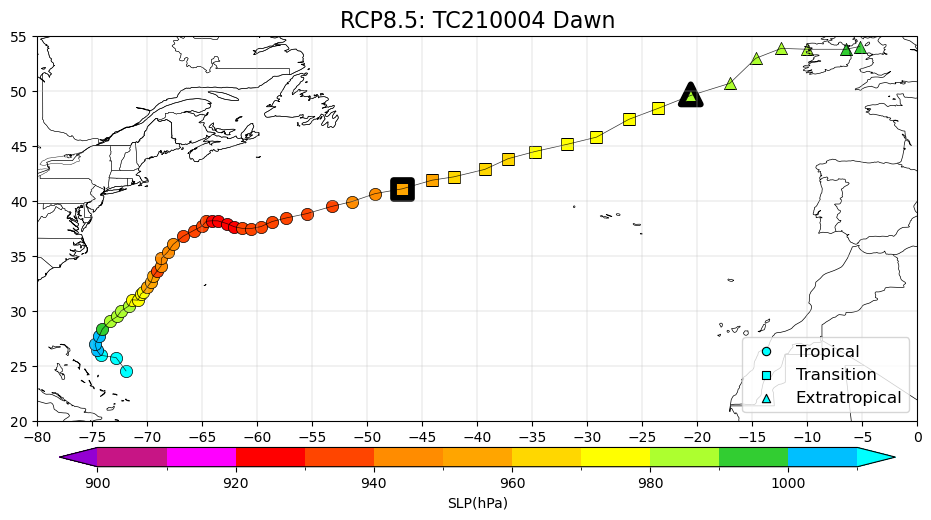 RCP8.5: TC210004 Dawn
55
50
45
40
35
30
25
20
Tropical
Transition
Extratropical
−80 −75 −70 −65 −60 −55 −50 −45 −40 −35 −30 −25 −20 −15 −10 −5 0
900 920 940 960 980 1000
SLP(hPa)